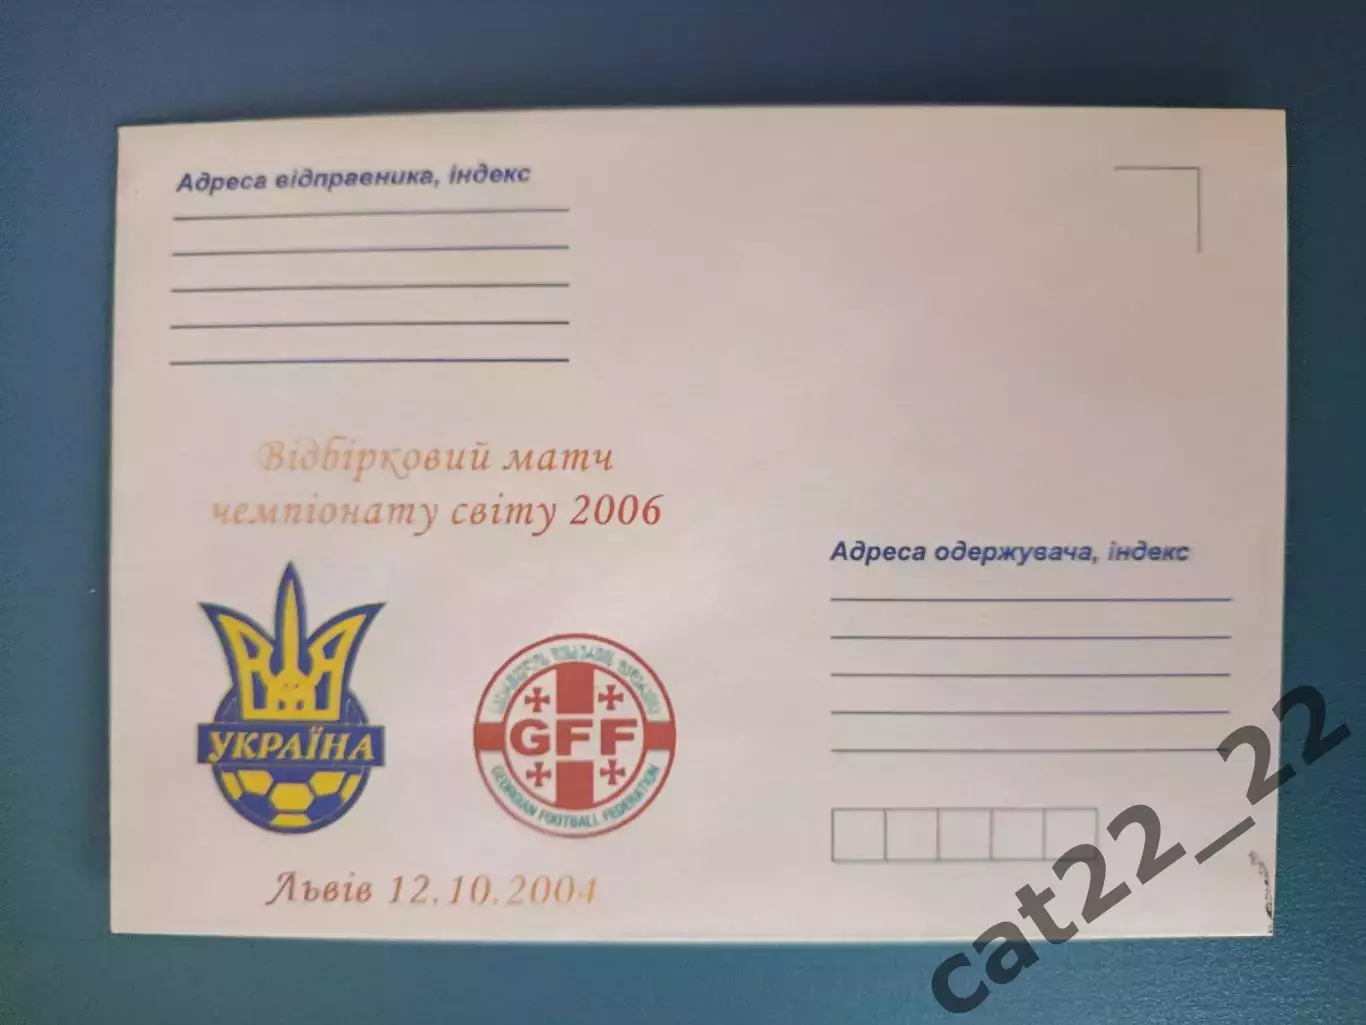 Адреса відправника, індекс
Відбірковий матч
чемпіонату світу 2006
УКРАЇНА
GFF
GEORGIAN FOOTBALL FEDERATION
Львів 12.10.2004
Адреса одержувача, індекс
cat22_22